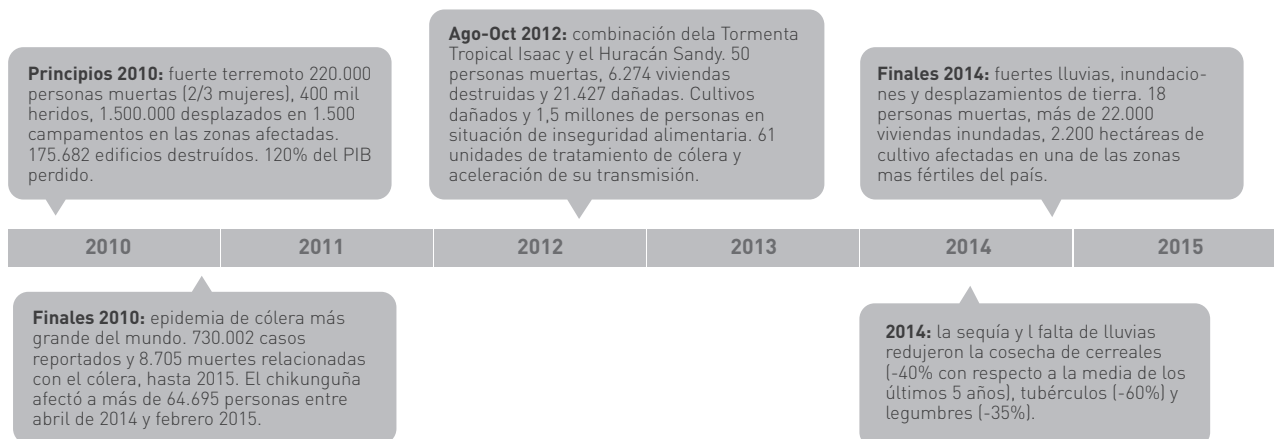 Principios 2010: fuerte terremoto 220.000
personas muertas (2/3 mujeres), 400 mil
heridos, 1.500.000 desplazados en 1.500
campamentos en las zonas afectadas.
175.682 edificios destruídos. 120% del PIB
perdido.
Ago-Oct 2012: combinación dela Tormenta
Tropical Isaac y el Huracán Sandy. 50
personas muertas, 6.274 viviendas
destruidas y 21.427 dañadas. Cultivos
dañados y 1,5 millones de personas en
situación de inseguridad alimentaria. 61
unidades de tratamiento de cólera y
aceleración de su transmisión.
Finales 2014: fuertes lluvias, inundacio-
nes y desplazamientos de tierra. 18
personas muertas, más de 22.000
viviendas inundadas, 2.200 hectáreas de
cultivo afectadas en una de las zonas
mas fértiles del país.
2010 2011 2012 2013 2014 2015
Finales 2010: epidemia de cólera más
grande del mundo. 730.002 casos
reportados y 8.705 muertes relacionadas
con el cólera, hasta 2015. El chikunguña
afectó a más de 64.695 personas entre
abril de 2014 y febrero 2015.
2014: la sequía y l falta de lluvias
redujeron la cosecha de cerreales
(-40% con respecto a la media de los
últimos 5 años), tubérculos (-60%) y
legumbres (-35%).